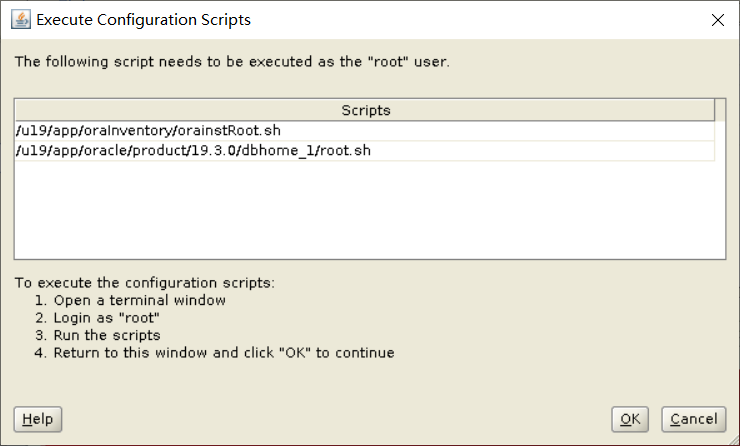 Execute Configuration Scripts
The following script needs to be executed as the "root" user.
Scripts
/u19/app/oraInventory/orainstRoot.sh
/u19/app/oracle/product/19.3.0/dbhome_1/root.sh
To execute the configuration scripts:
1. Open a terminal window
2. Login as "root"
3. Run the scripts
4. Return to this window and click "OK" to continue
Help
OK
Cancel